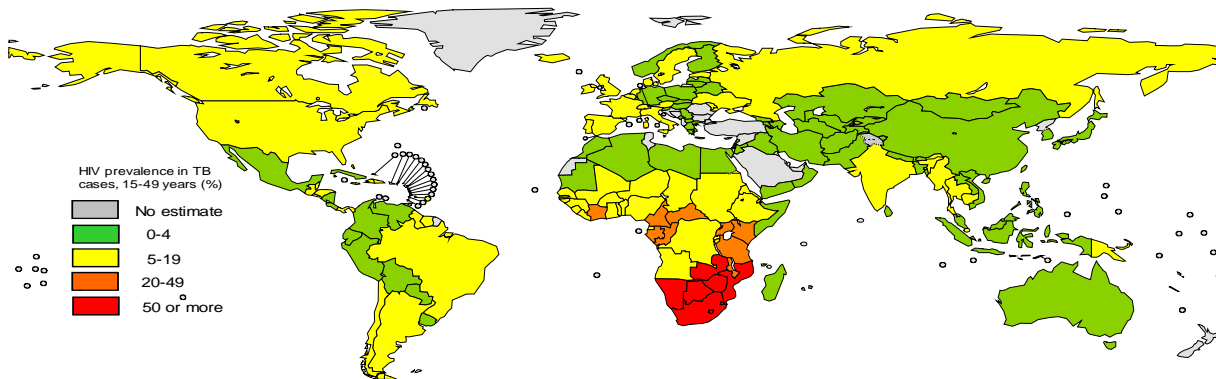 HIV prevalence in TB
cases, 15-49 years (%)
No estimate
0-4
5-19
20-49
50 or more